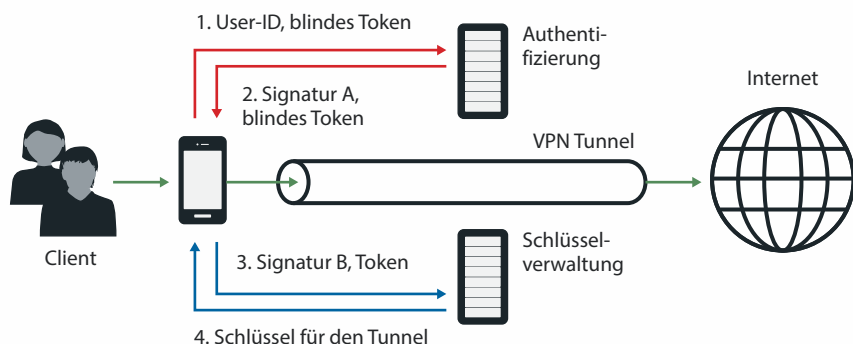 1. User-ID, blindes Token
Authenti-
fizierung
2. Signatur A,
blindes Token
Internet
VPN Tunnel
Client
3. Signatur B, Token
Schlüssel-
verwaltung
4. Schlüssel für den Tunnel